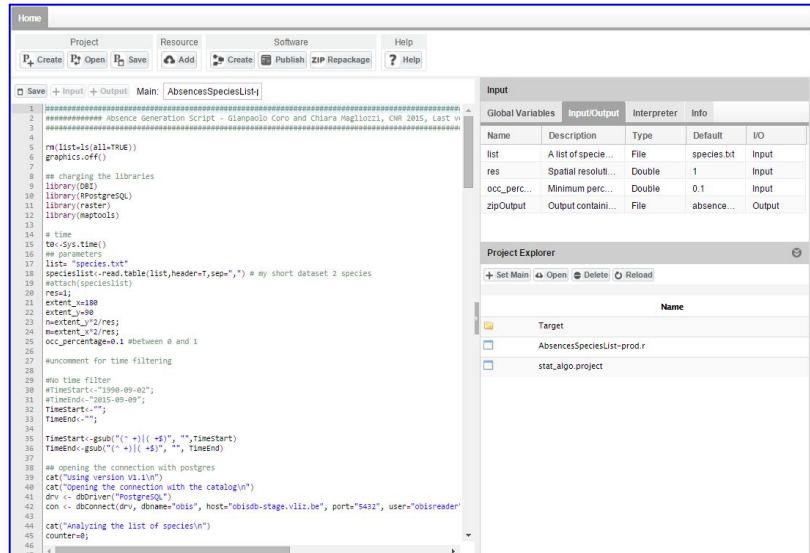 Home
Project
Resource
Software
Help
P+ Create
Open
Save
Add
Create
Publish
ZIP Repackage
? Help
Save + Input + Output Main: AbsencesSpeciesList-
1 ################################################
2 ############# Absence Generation Script - Gianpaolo Coro and Chiara Magliozzi, CNR 2015, Last
3 ################################################
4
5 rm(list=ls(all=TRUE))
6 graphics.off()
7
8 ## charging the libraries
9 library(DBI)
10 library(RPostgreSQL)
11 library(raster)
12 library(maptools)
13
14 # time
15 t0<-Sys.time()
16 ## parameters
17 list= "species.txt"
18 specieslist<-read.table(list,header=T,sep=",") # my short dataset 2 species
19 #attach(specieslist)
20 res=1;
21 extent_x=180
22 extent_y=90
23 n=extent_y*2/res;
24 m=extent_x*2/res;
25 occ_percentage=0.1 #between 0 and 1
26
27 #uncomment for time filtering
28
29 #No time filter
30 #TimeStart<-"1990-09-02";
31 #TimeEnd<-"2015-09-09";
32 TimeStart<-"";
33 TimeEnd<-"";
34
35 TimeStart<-gsub("(^ +)|( +$)", "",TimeStart)
36 TimeEnd<-gsub("(^ +)|( +$)", "", TimeEnd)
37
38 ## opening the connection with postgres
39 cat("Using version V1.1\n")
40 cat("Opening the connection with the catalog\n")
41 drv <- dbDriver("PostgreSQL")
42 con <- dbConnect(drv, dbname="obis", host="obisdb-stage.vliz.be", port="5432", user="obisreader"
43
44 cat("Analyzing the list of species\n")
45 counter=0;
46
Input
Global Variables
Input/Output
Interpreter
Info
Name Description Type Default I/O
list A list of specie... File species.txt Input
res Spatial resoluti... Double 1 Input
occ_perc... Minimum perc... Double 0.1 Input
zipOutput Output containi... File absence... Output
Project Explorer
+ Set Main Open Delete Reload
Name
Target
AbsencesSpeciesList-prod.r
stat_algo.project